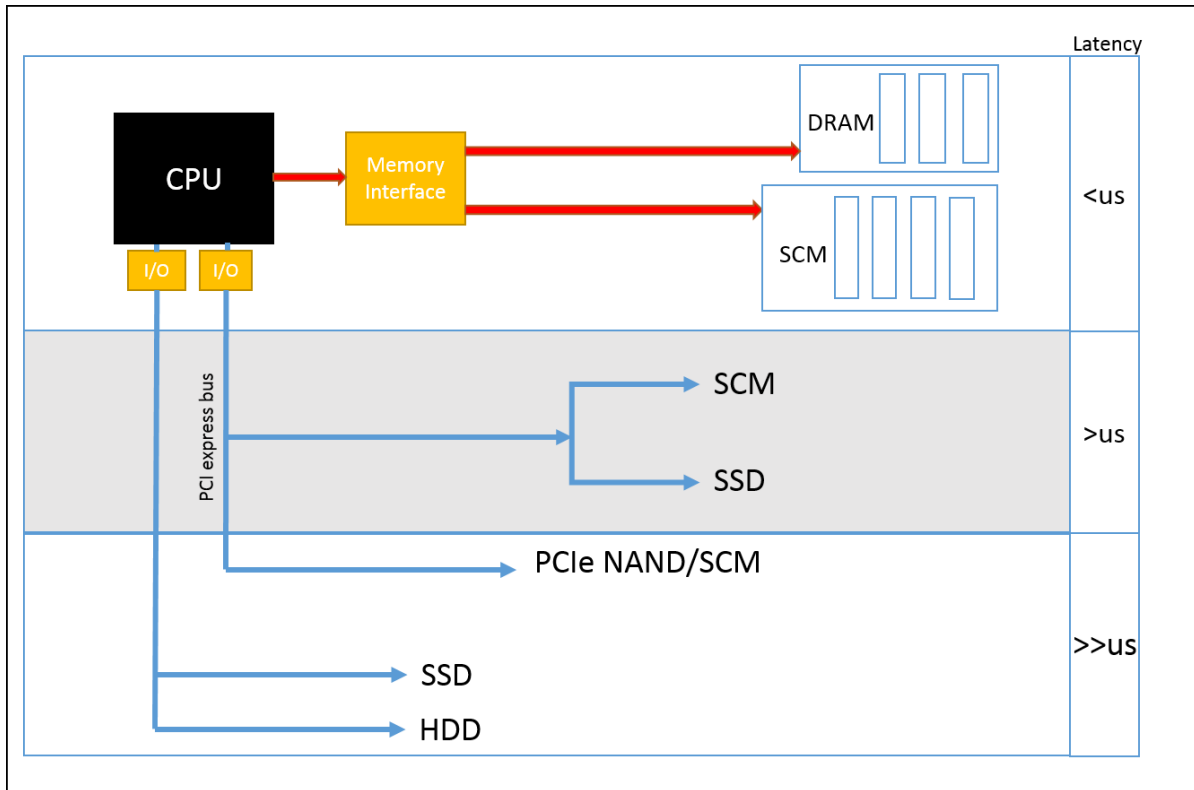 Latency
DRAM
CPU
Memory
Interface
<us
SCM
I/O
I/O
PCI express bus
SCM
>us
SSD
PCIe NAND/SCM
>>us
SSD
HDD